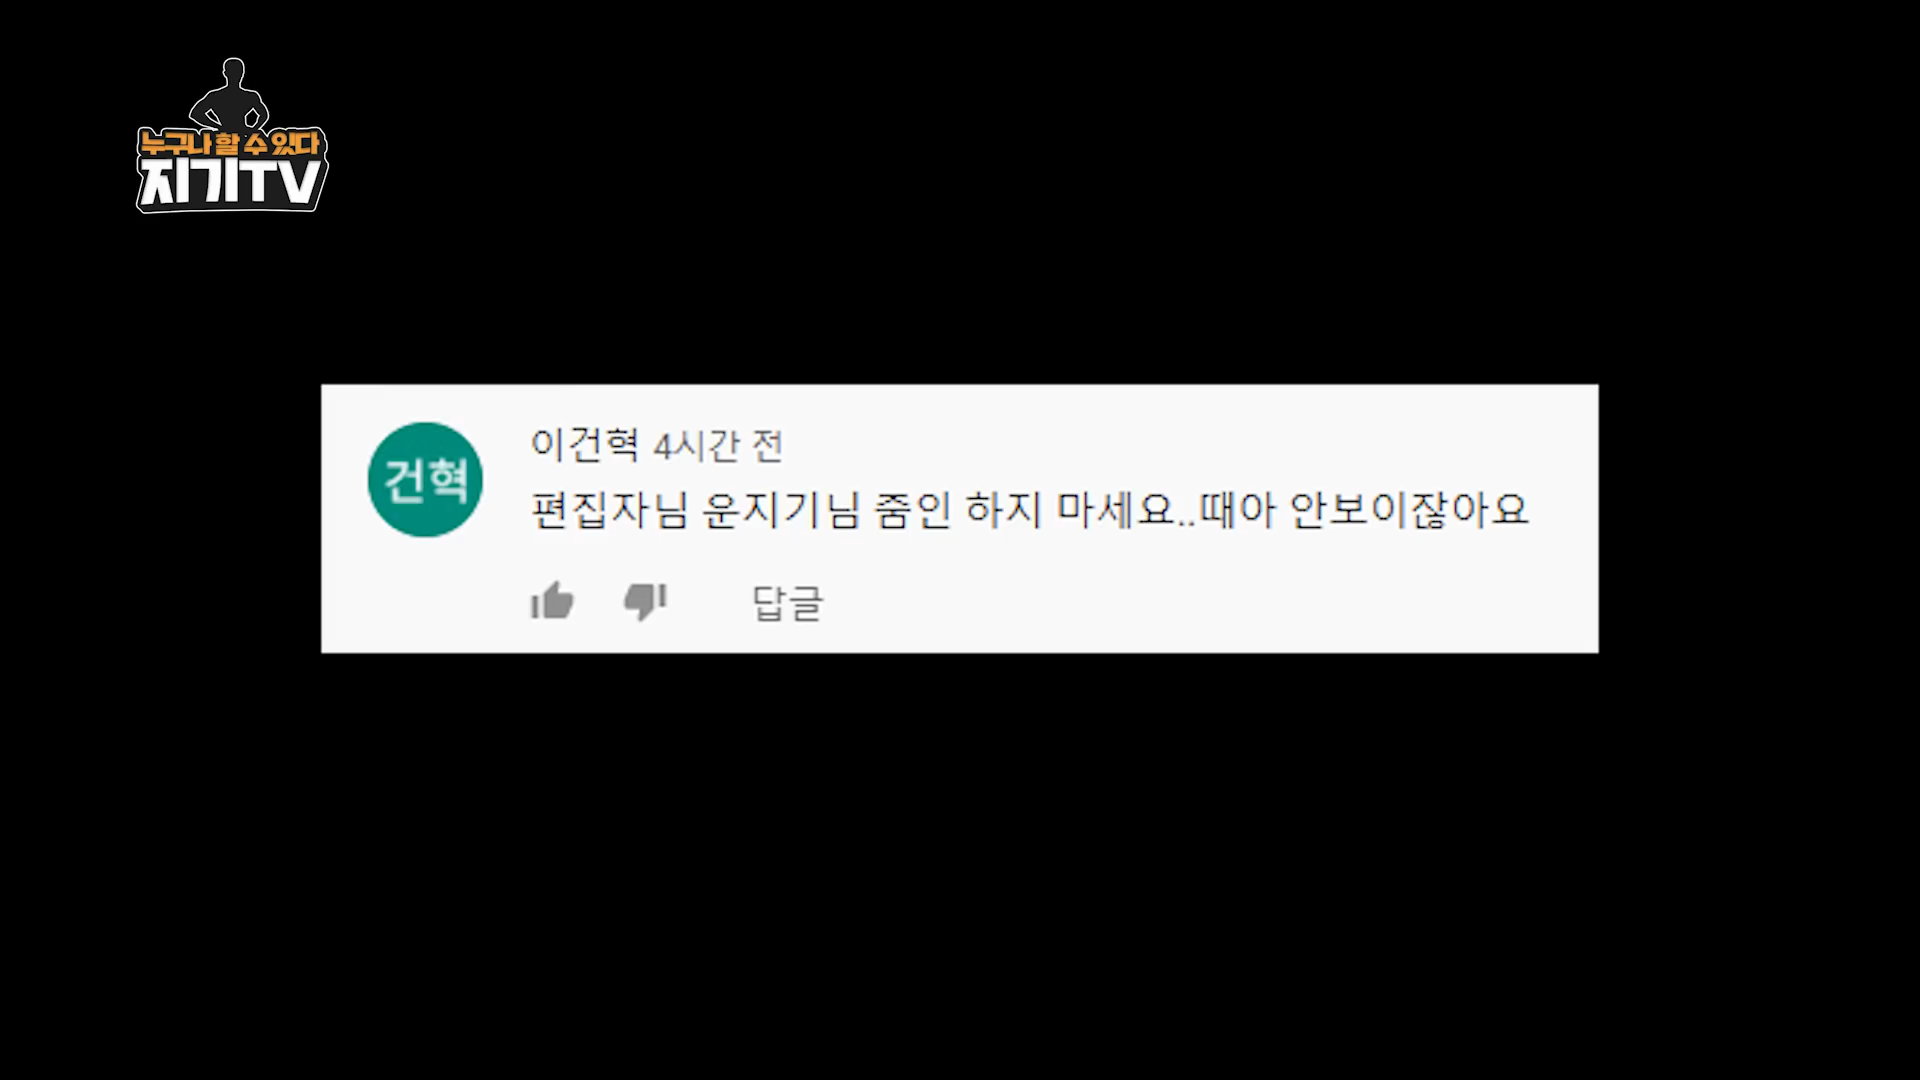 누구나 할 수 있다
지기TV
건혁
이건혁 4시간 전
편집자님 운지기님 줌인 하지 마세요..때아 안보이잖아요
답글